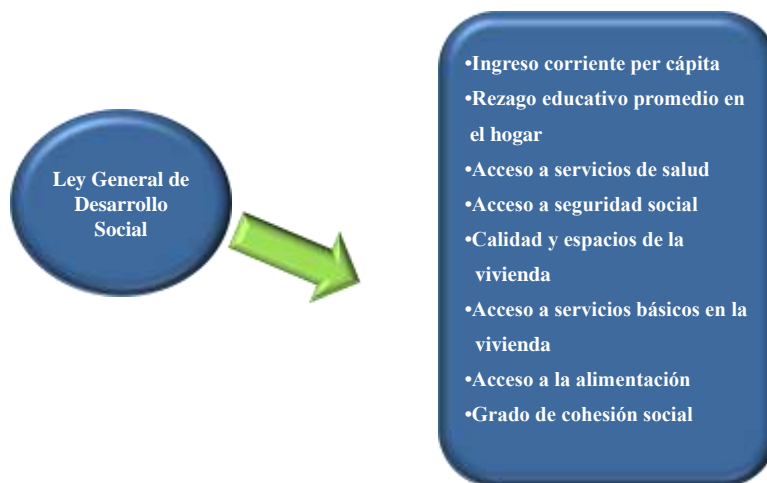 Ley General de
Desarrollo
Social
•Ingreso corriente per cápita
•Rezago educativo promedio en
el hogar
•Acceso a servicios de salud
•Acceso a seguridad social
•Calidad y espacios de la
vivienda
•Acceso a servicios básicos en la
vivienda
•Acceso a la alimentación
•Grado de cohesión social